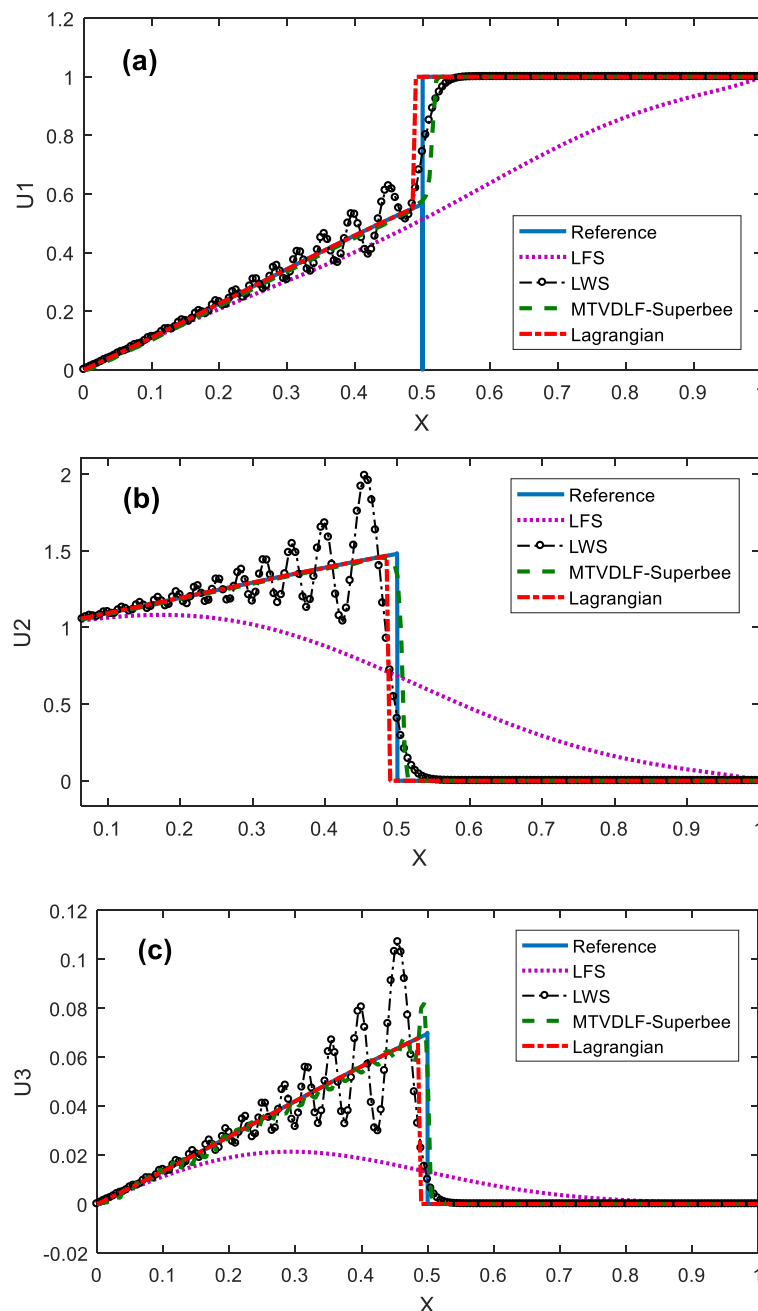 (a)
U1
1.2
1
0.8
0.6
0.4
0.2
0
0 0.1 0.2 0.3 0.4 0.5 0.6 0.7 0.8 0.9 1
X
Reference
LFS
LWS
MTVDLF-Superbee
Lagrangian
(b)
U2
2
1.5
1
0.5
0
0.1 0.2 0.3 0.4 0.5 0.6 0.7 0.8 0.9 1
X
Reference
LFS
LWS
MTVDLF-Superbee
Lagrangian
(c)
U3
0.12
0.1
0.08
0.06
0.04
0.02
0
-0.02
0 0.1 0.2 0.3 0.4 0.5 0.6 0.7 0.8 0.9 1
X
Reference
LFS
LWS
MTVDLF-Superbee
Lagrangian